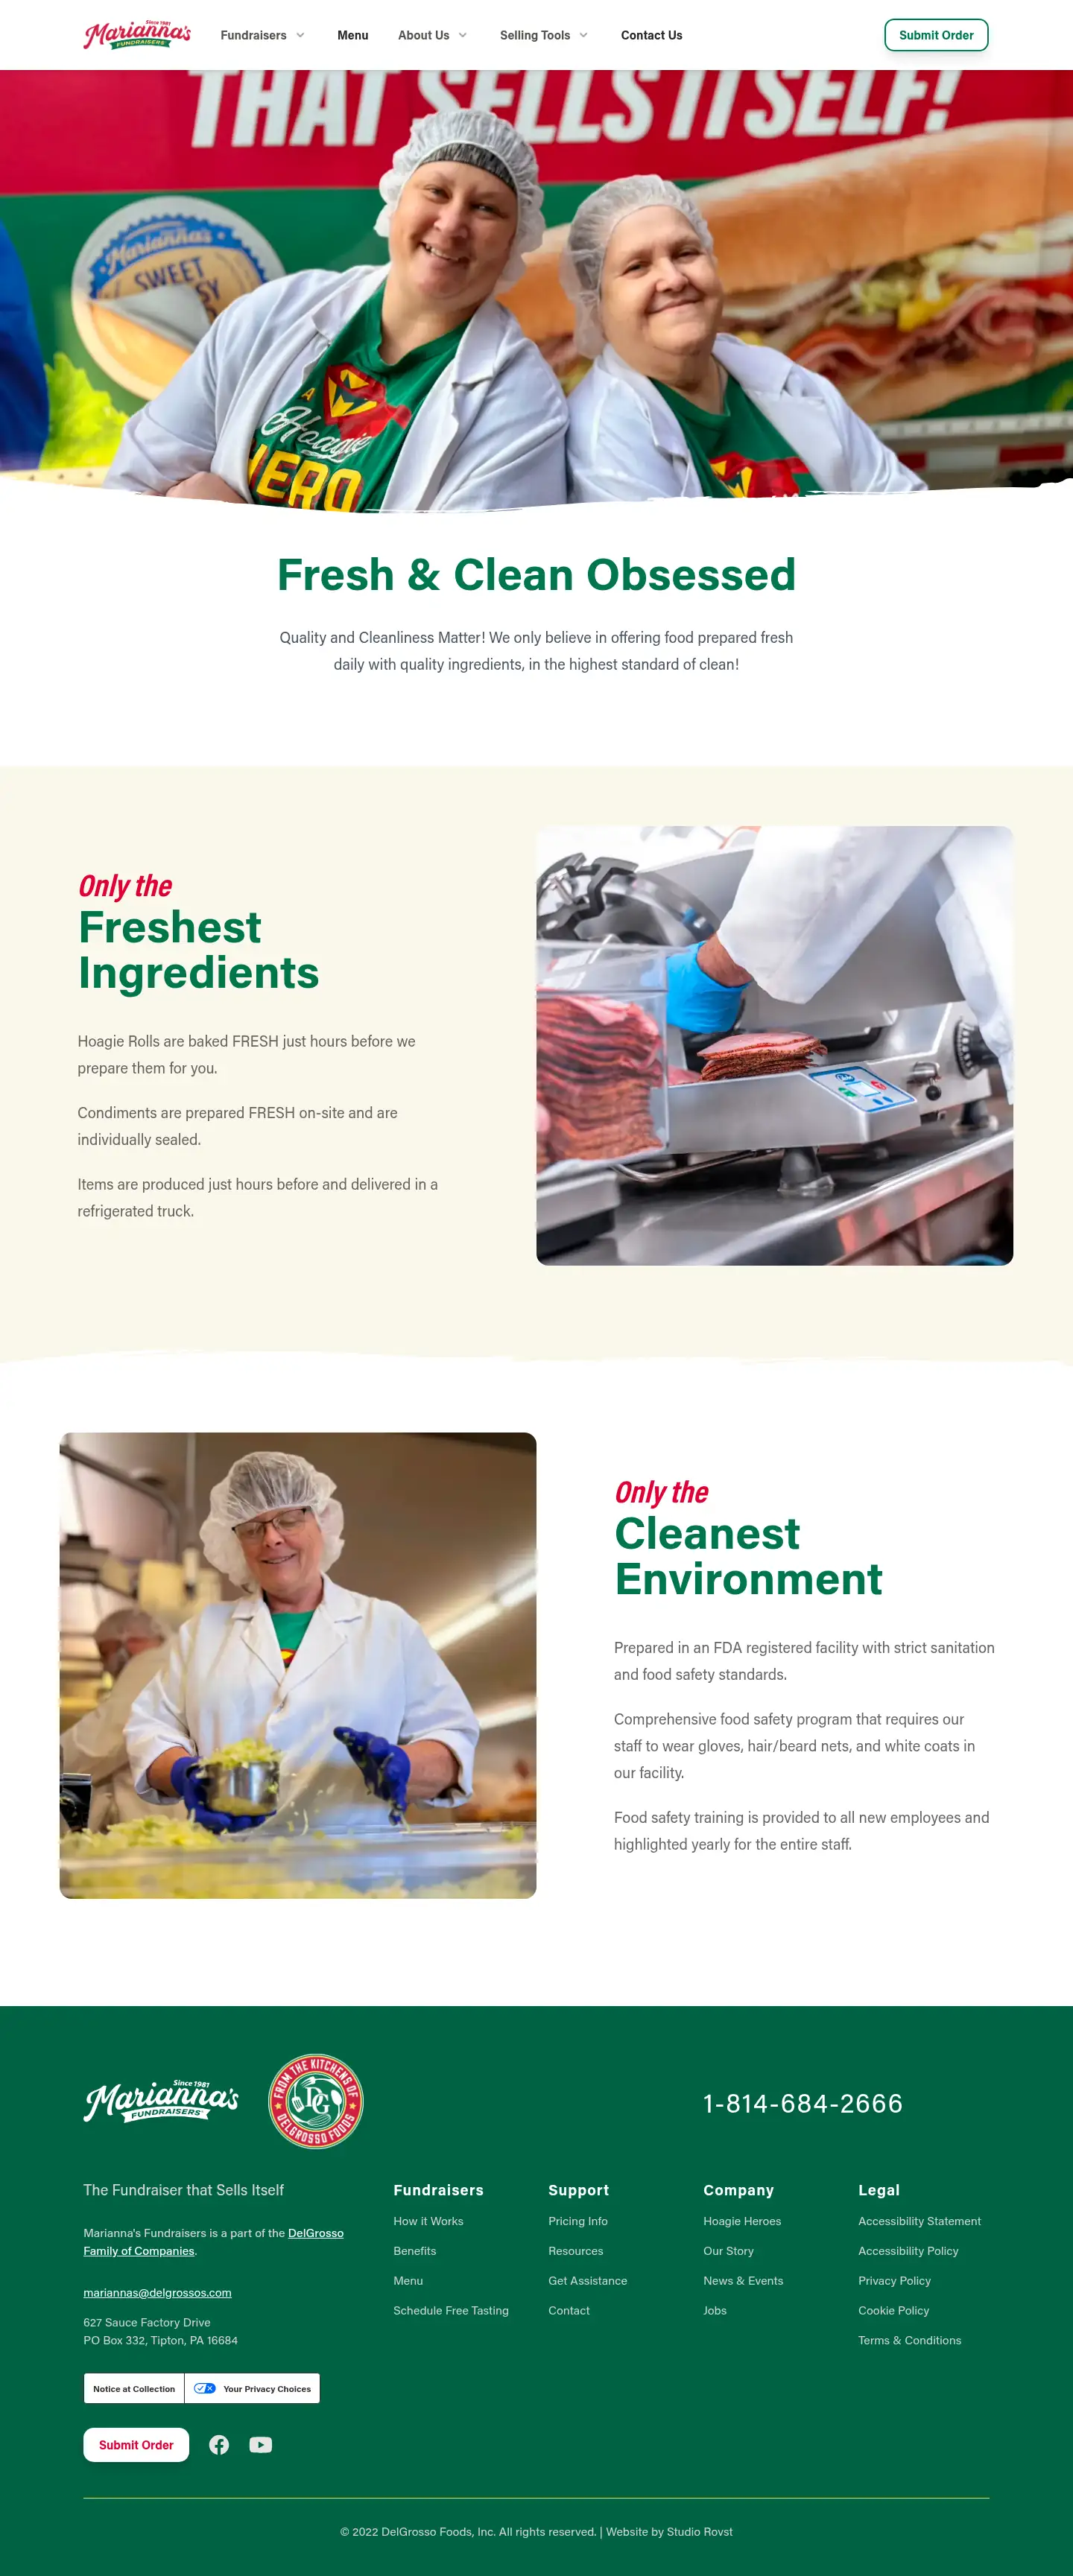 Since 1981
Marianna's
FUNDRAISERS
Fundraisers
Menu
About Us
Selling Tools
Contact Us
Submit Order
THAT SELLS ITSELF!
Marianna's
SWEET
A
Hoagie
HERO
Fresh & Clean Obsessed
Quality and Cleanliness Matter! We only believe in offering food prepared fresh
daily with quality ingredients, in the highest standard of clean!
Only the
Freshest
Ingredients
Hoagie Rolls are baked FRESH just hours before we
prepare them for you.
Condiments are prepared FRESH on-site and are
individually sealed.
Items are produced just hours before and delivered in a
refrigerated truck.
Only the
Cleanest
Environment
Prepared in an FDA registered facility with strict sanitation
and food safety standards.
Comprehensive food safety program that requires our
staff to wear gloves, hair/beard nets, and white coats in
our facility.
Food safety training is provided to all new employees and
highlighted yearly for the entire staff.
Since 1981
Marianna's
FUNDRAISERS
FROM THE KITCHENS OF
DG
DELGROSSO FOODS
1-814-684-2666
The Fundraiser that Sells Itself
Marianna's Fundraisers is a part of the DelGrosso
Family of Companies.
mariannas@delgrossos.com
627 Sauce Factory Drive
PO Box 332, Tipton, PA 16684
Notice at Collection
Your Privacy Choices
Submit Order
Fundraisers
How it Works
Benefits
Menu
Schedule Free Tasting
Support
Pricing Info
Resources
Get Assistance
Contact
Company
Hoagie Heroes
Our Story
News & Events
Jobs
Legal
Accessibility Statement
Accessibility Policy
Privacy Policy
Cookie Policy
Terms & Conditions
© 2022 DelGrosso Foods, Inc. All rights reserved. | Website by Studio Rovst